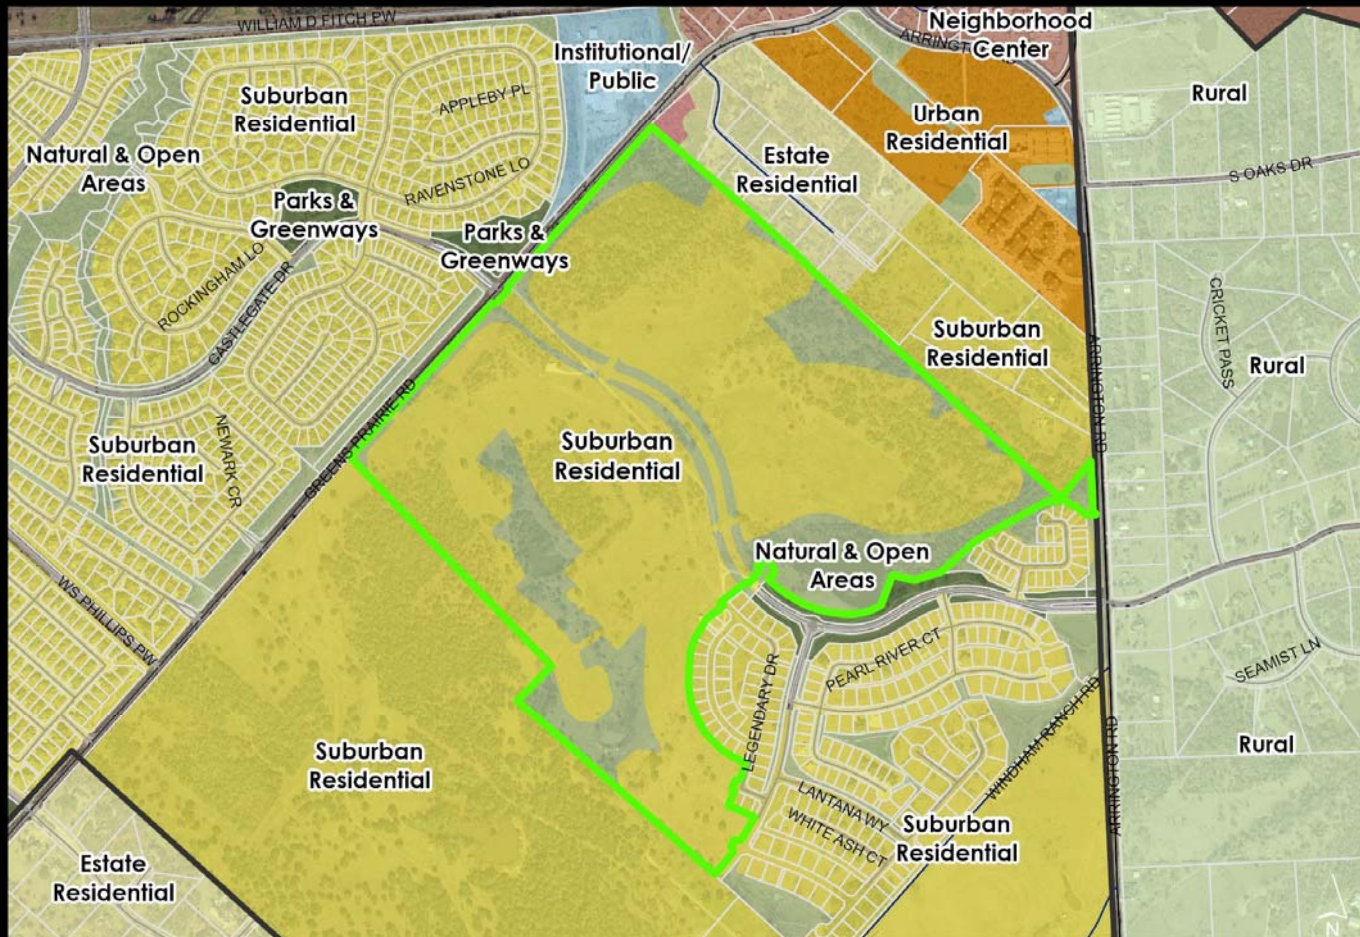 WILLIAM D FITCH PW
Neighborhood
Center
ARRINGT
Institutional/
Public
Suburban
Residential
APPLEBY PL
Rural
Urban
Residential
Natural & Open
Areas
Estate
Residential
S OAKS DR
RAVENSTONE LO
Parks &
Greenways
Parks &
Greenways
ROCKINGHAM LO
CASTLEGATE DR
CRICKET PASS
Suburban
Residential
ARRINGTON RD
Rural
GREENS PRAIRIE RD
Suburban
Residential
NEWARK CR
Suburban
Residential
Natural & Open
Areas
WS PHILLIPS PW
PEARL RIVER CT
SEAMIST LN
LEGENDARY DR
WINDHAM RANCH RD
ARRINGTON RD
Rural
Suburban
Residential
LANTANA WY
WHITE ASH CT
Suburban
Residential
Estate
Residential
N